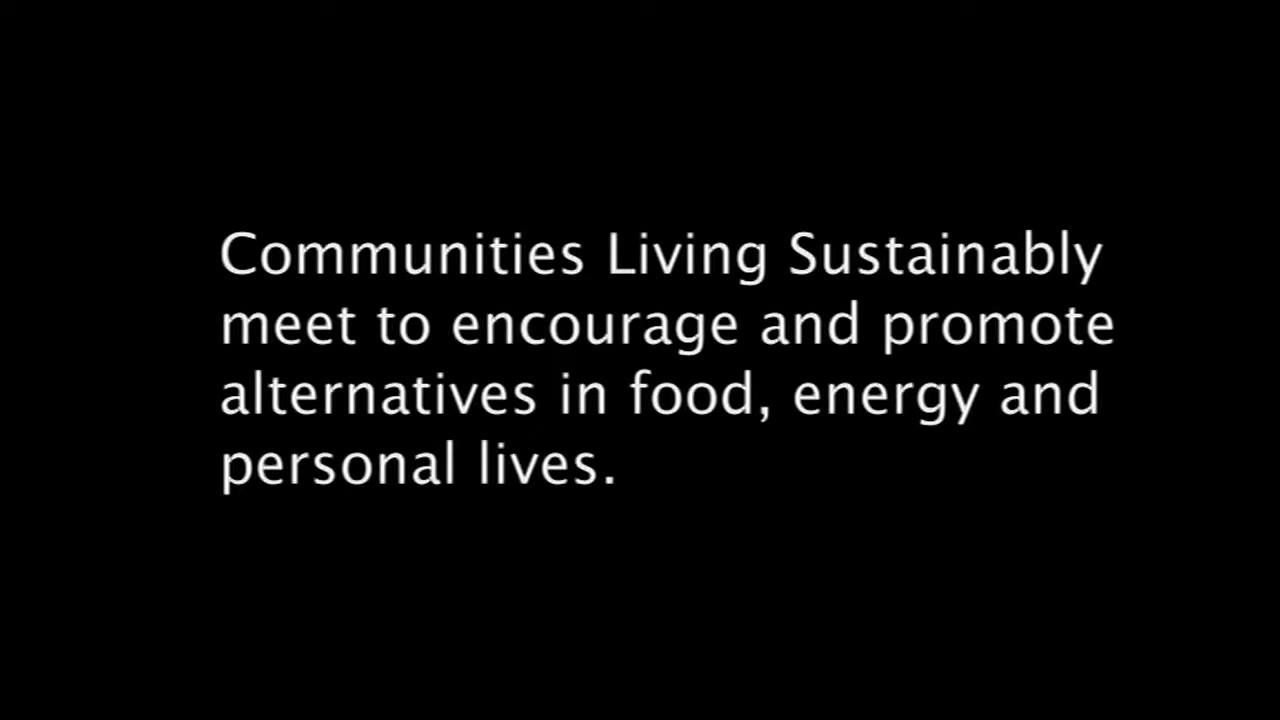 Communities Living Sustainably
meet to encourage and promote
alternatives in food, energy and
personal lives.